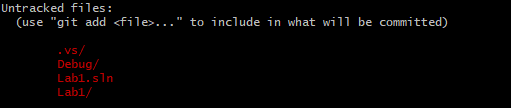 Untracked files:
  (use "git add <file>..." to include in what will be committed)
        .vs/
        Debug/
        Lab1.sln
        Lab1/